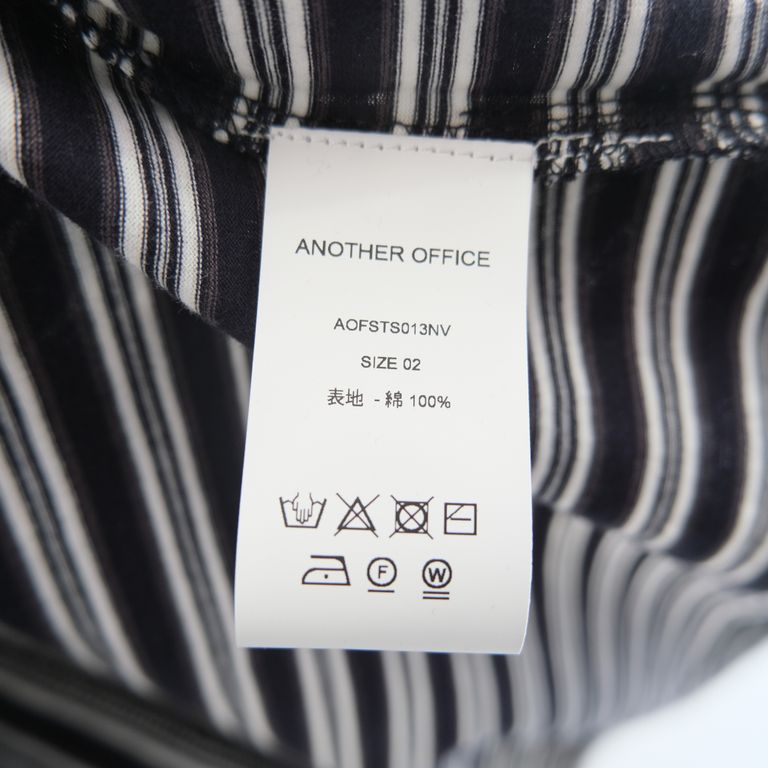 ANOTHER OFFICE
AOFSTS013NV
SIZE 02
表地 - 綿 100%
F W